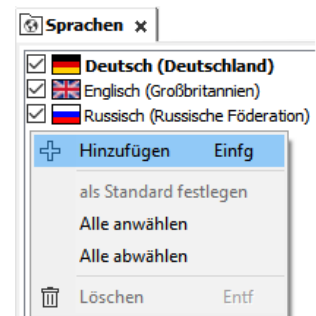 Sprachen x
Deutsch (Deutschland)
Englisch (Großbritannien)
Russisch (Russische Föderation)
Hinzufügen Einfg
als Standard festlegen
Alle anwählen
Alle abwählen
Löschen Entf